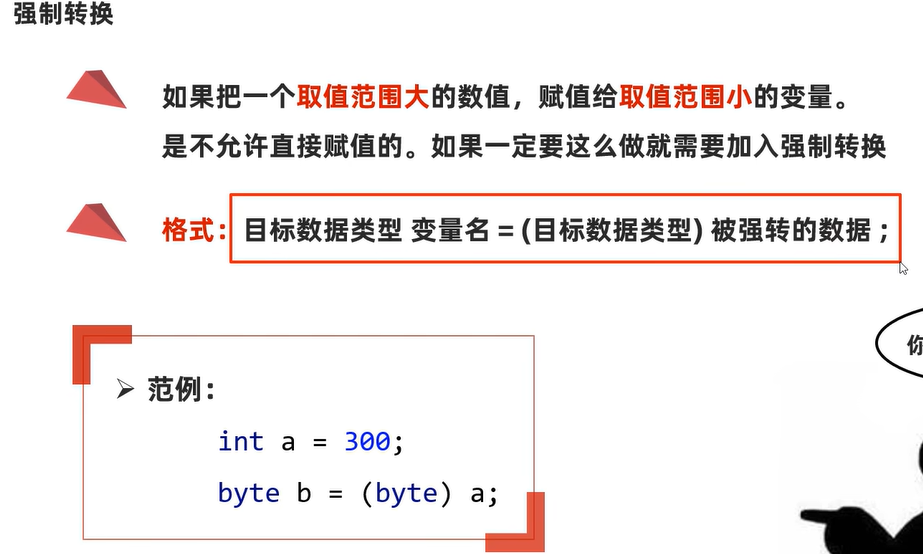 强制转换
如果把一个取值范围大的数值，赋值给取值范围小的变量。
是不允许直接赋值的。如果一定要这么做就需要加入强制转换
格式：目标数据类型 变量名 = (目标数据类型) 被强转的数据 ;
范例：
int a = 300;
byte b = (byte) a;
你